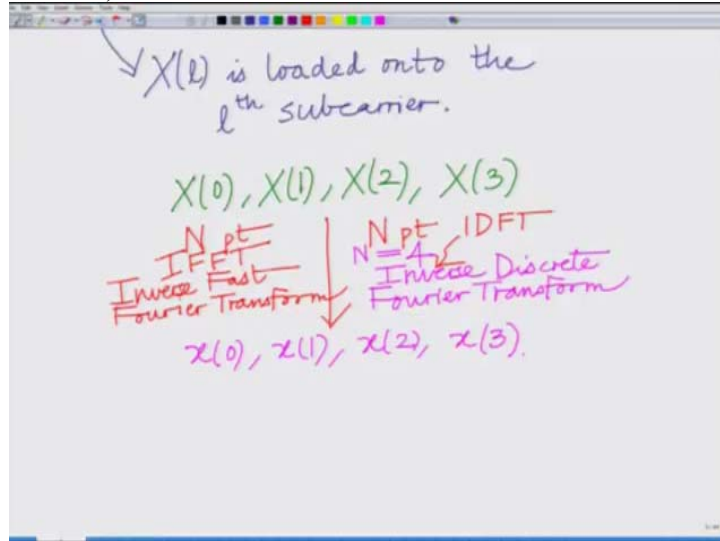 X(l) is loaded onto the
lth subcarrier.
X(0), X(1), X(2), X(3)
N pt
IFFT
Inverse Fast
Fourier Transform
N pt IDFT
N = 4
Inverse Discrete
Fourier Transform
x(0), x(1), x(2), x(3).